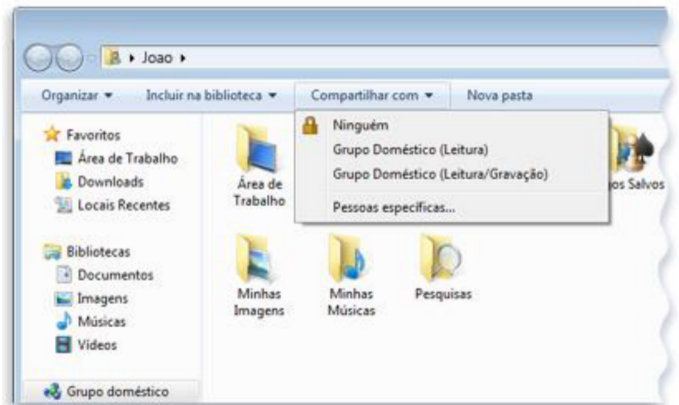 Joao
Organizar Incluir na biblioteca Compartilhar com Nova pasta
Favoritos
Área de Trabalho
Downloads
Locais Recentes
Bibliotecas
Documentos
Imagens
Músicas
Vídeos
Grupo doméstico
Ninguém
Grupo Doméstico (Leitura)
Grupo Doméstico (Leitura/Gravação)
Pessoas específicas...
Área de
Trabalho
os Salvos
Minhas
Imagens
Minhas
Músicas
Pesquisas